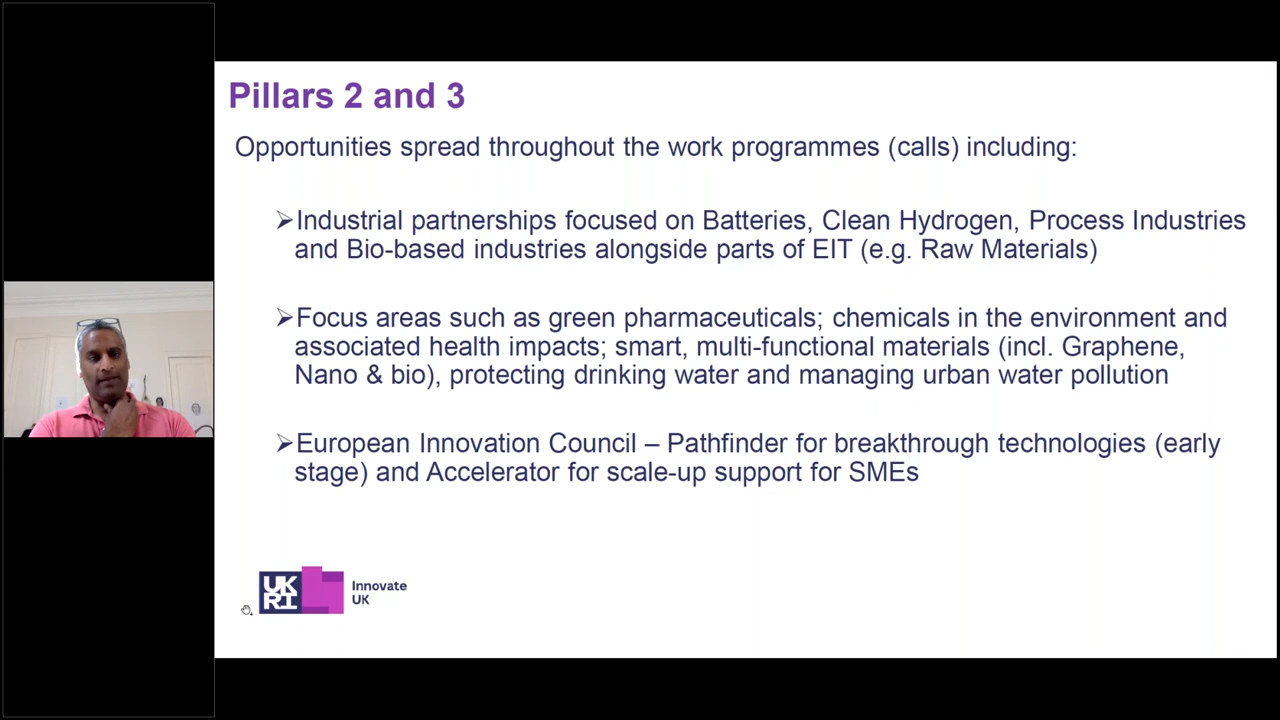 Pillars 2 and 3
Opportunities spread throughout the work programmes (calls) including:
➢Industrial partnerships focused on Batteries, Clean Hydrogen, Process Industries
and Bio-based industries alongside parts of EIT (e.g. Raw Materials)
➢Focus areas such as green pharmaceuticals; chemicals in the environment and
associated health impacts; smart, multi-functional materials (incl. Graphene,
Nano & bio), protecting drinking water and managing urban water pollution
➢European Innovation Council – Pathfinder for breakthrough technologies (early
stage) and Accelerator for scale-up support for SMEs
UK
RI
Innovate
UK